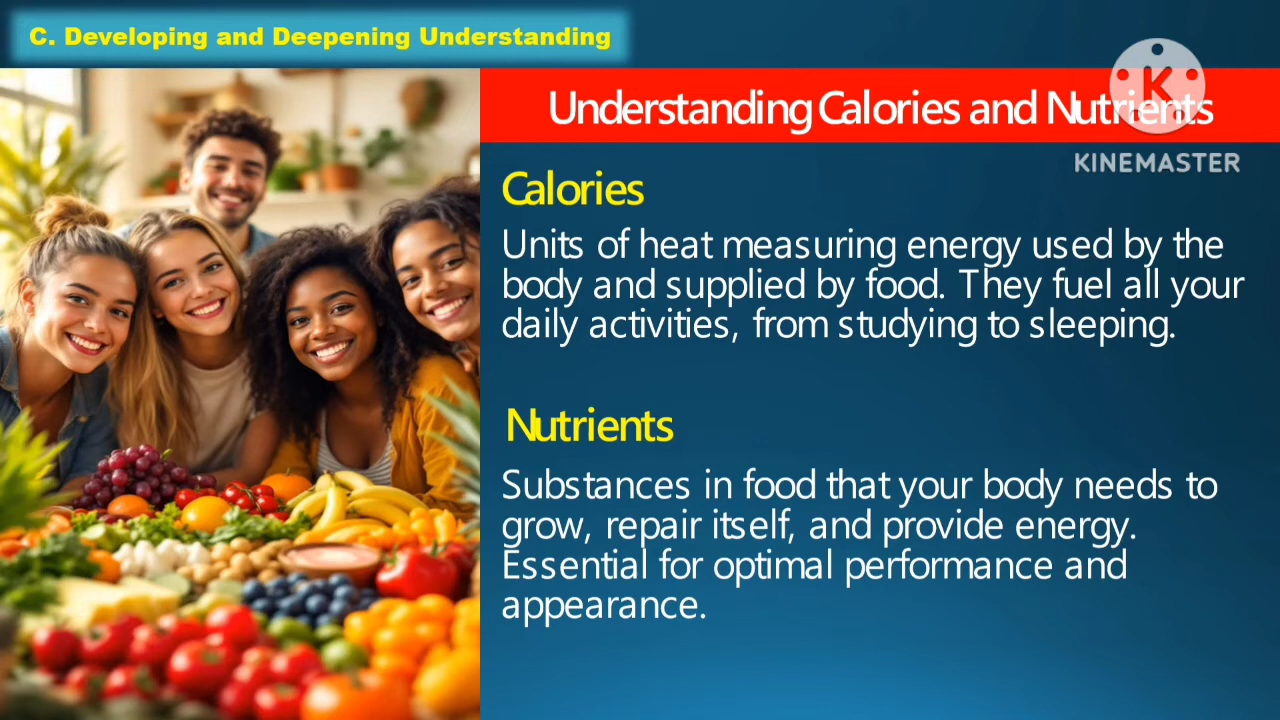 C. Developing and Deepening Understanding
Understanding Calories and Nutrients
K
KINEMASTER
Calories
Units of heat measuring energy used by the
body and supplied by food. They fuel all your
daily activities, from studying to sleeping.
Nutrients
Substances in food that your body needs to
grow, repair itself, and provide energy.
Essential for optimal performance and
appearance.